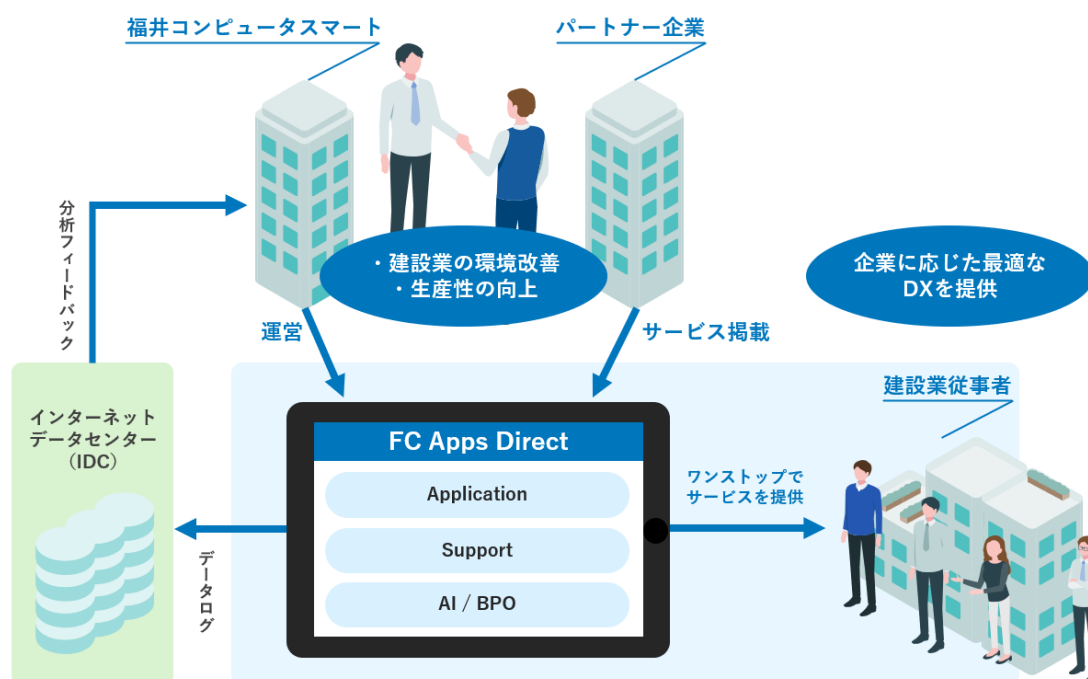 福井コンピュータスマート
パートナー企業
分析フィードバック
・建設業の環境改善
・生産性の向上
企業に応じた最適な
DXを提供
運営
サービス掲載
建設業従事者
インターネット
データセンター
（IDC）
FC Apps Direct
Application
Support
AI / BPO
ワンストップで
サービスを提供
データログ